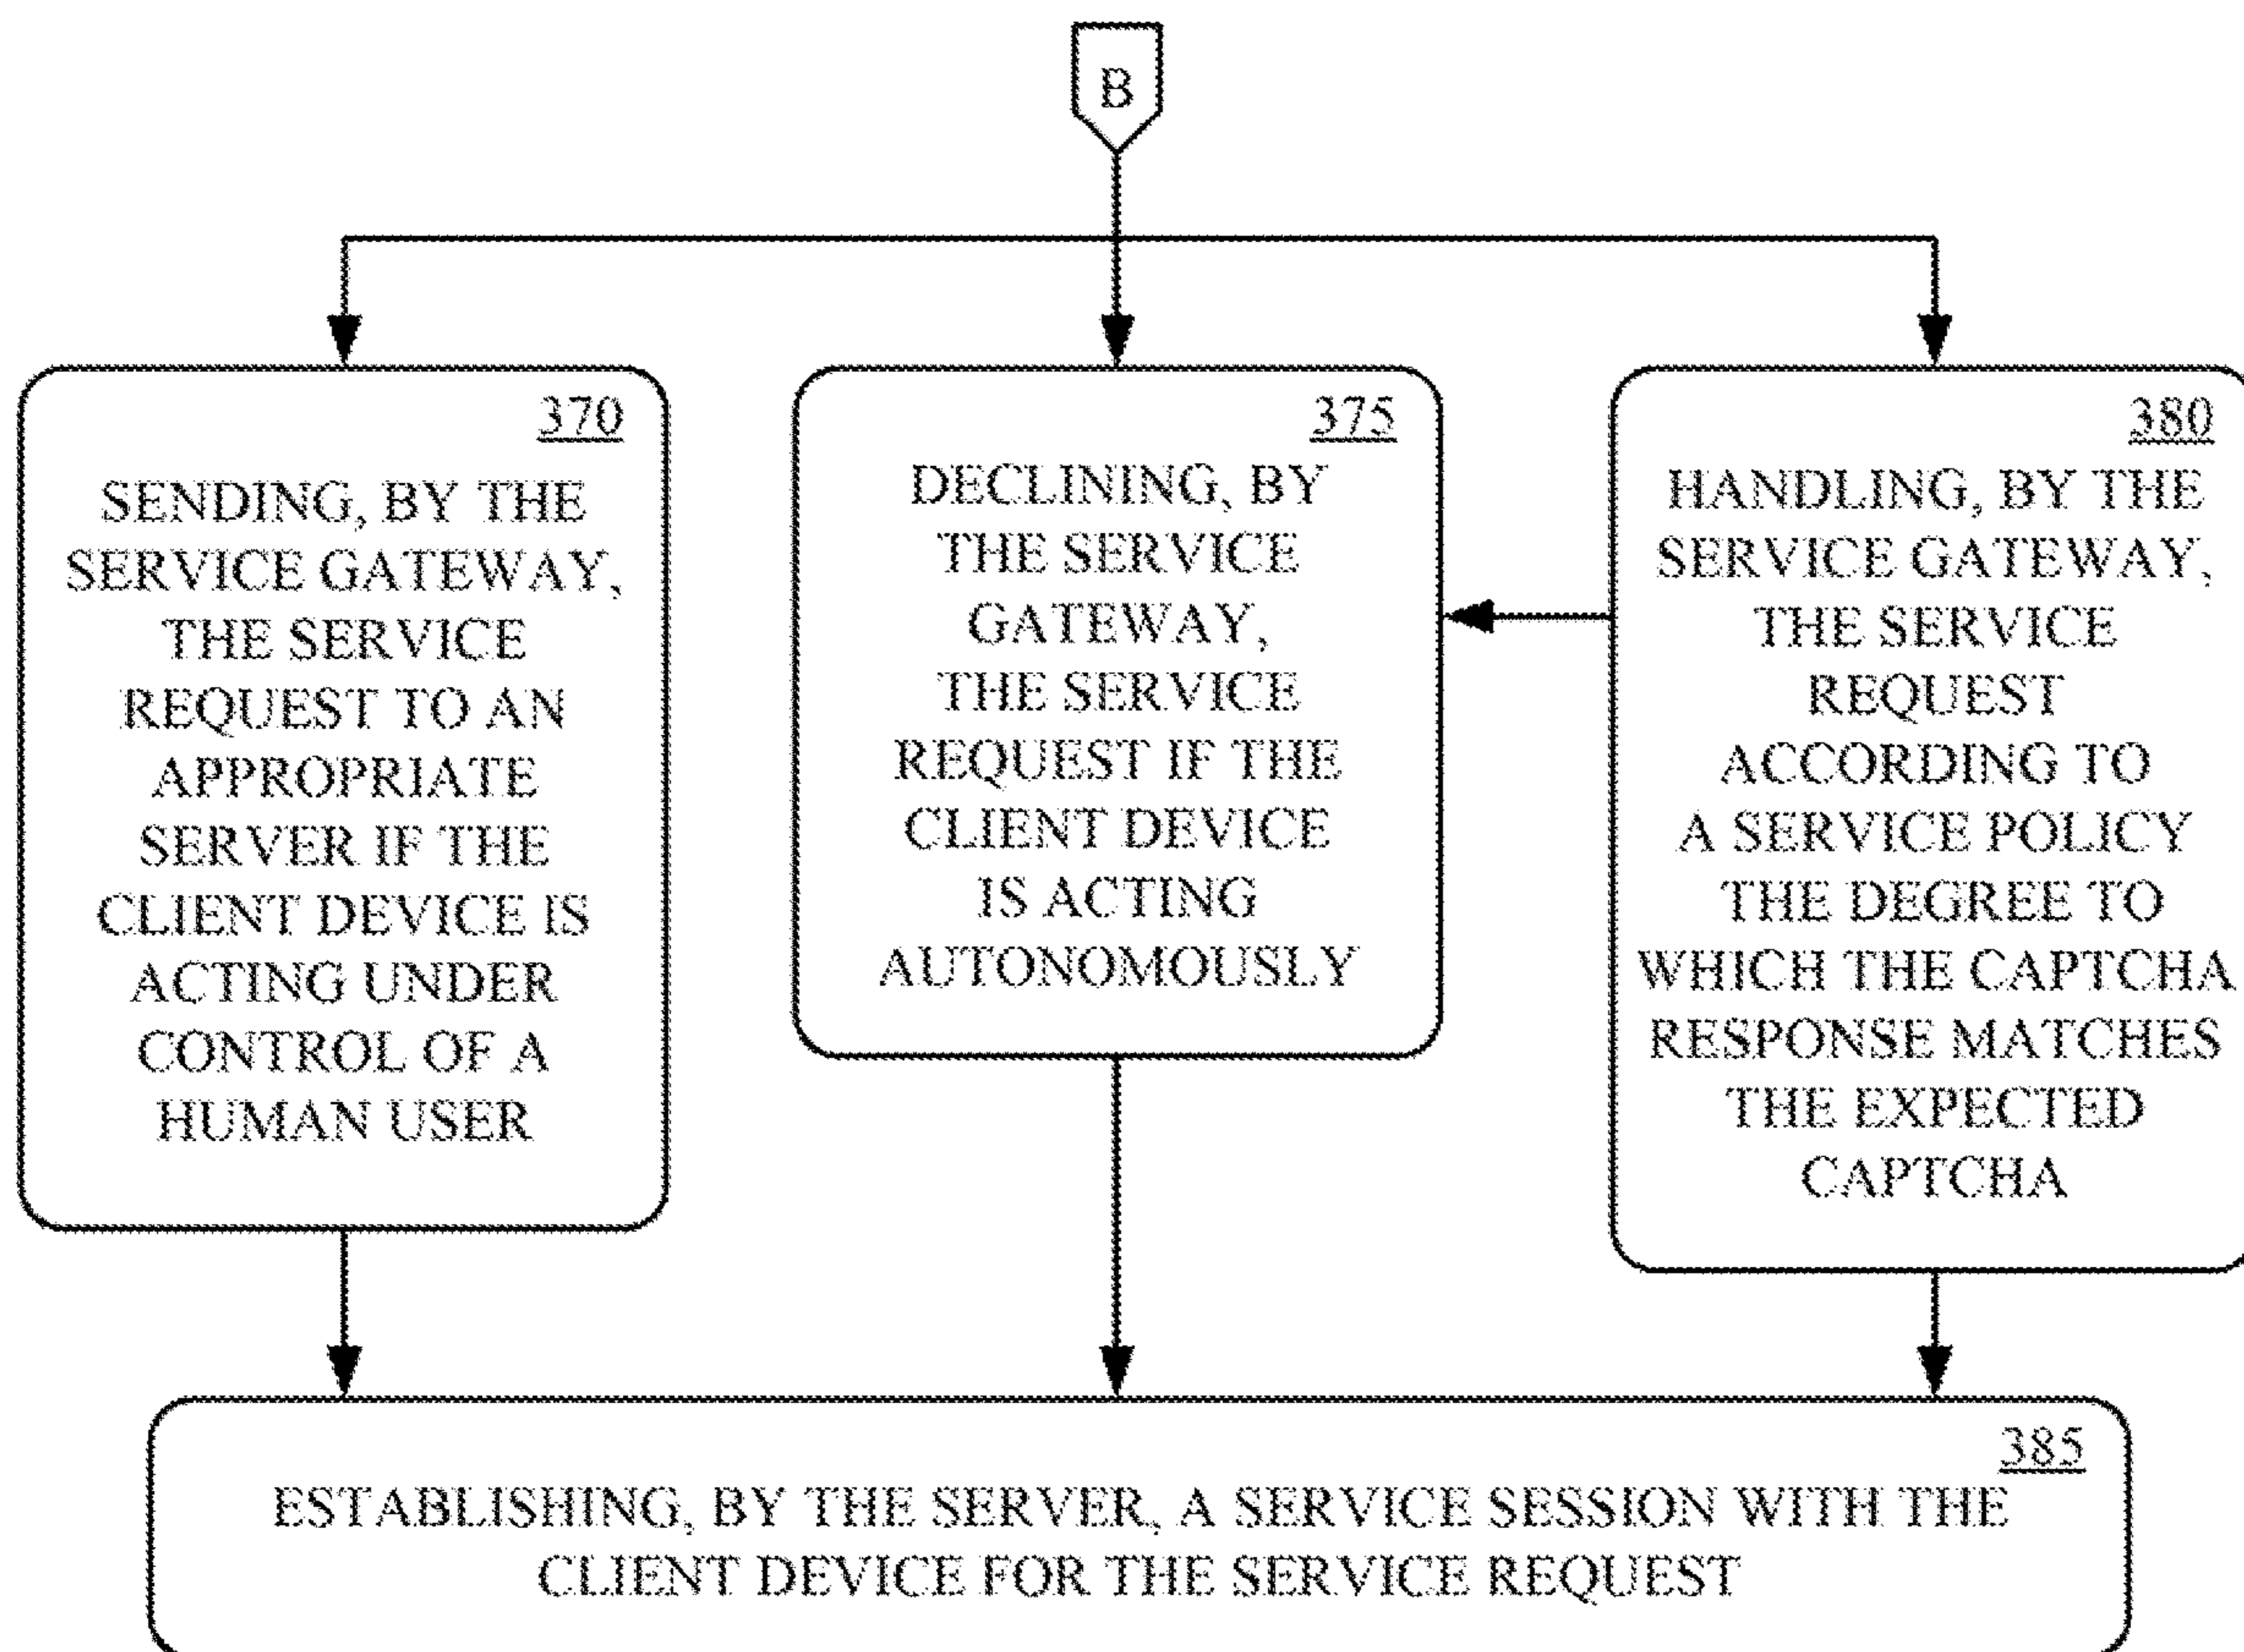 B
370
SENDING, BY THE
SERVICE GATEWAY,
THE SERVICE
REQUEST TO AN
APPROPRIATE
SERVER IF THE
CLIENT DEVICE IS
ACTING UNDER
CONTROL OF A
HUMAN USER
375
DECLINING, BY
THE SERVICE
GATEWAY,
THE SERVICE
REQUEST IF THE
CLIENT DEVICE
IS ACTING
AUTONOMOUSLY
380
HANDLING, BY THE
SERVICE GATEWAY,
THE SERVICE
REQUEST
ACCORDING TO
A SERVICE POLICY
THE DEGREE TO
WHICH THE CAPTCHA
RESPONSE MATCHES
THE EXPECTED
CAPTCHA
385
ESTABLISHING, BY THE SERVER, A SERVICE SESSION WITH THE
CLIENT DEVICE FOR THE SERVICE REQUEST